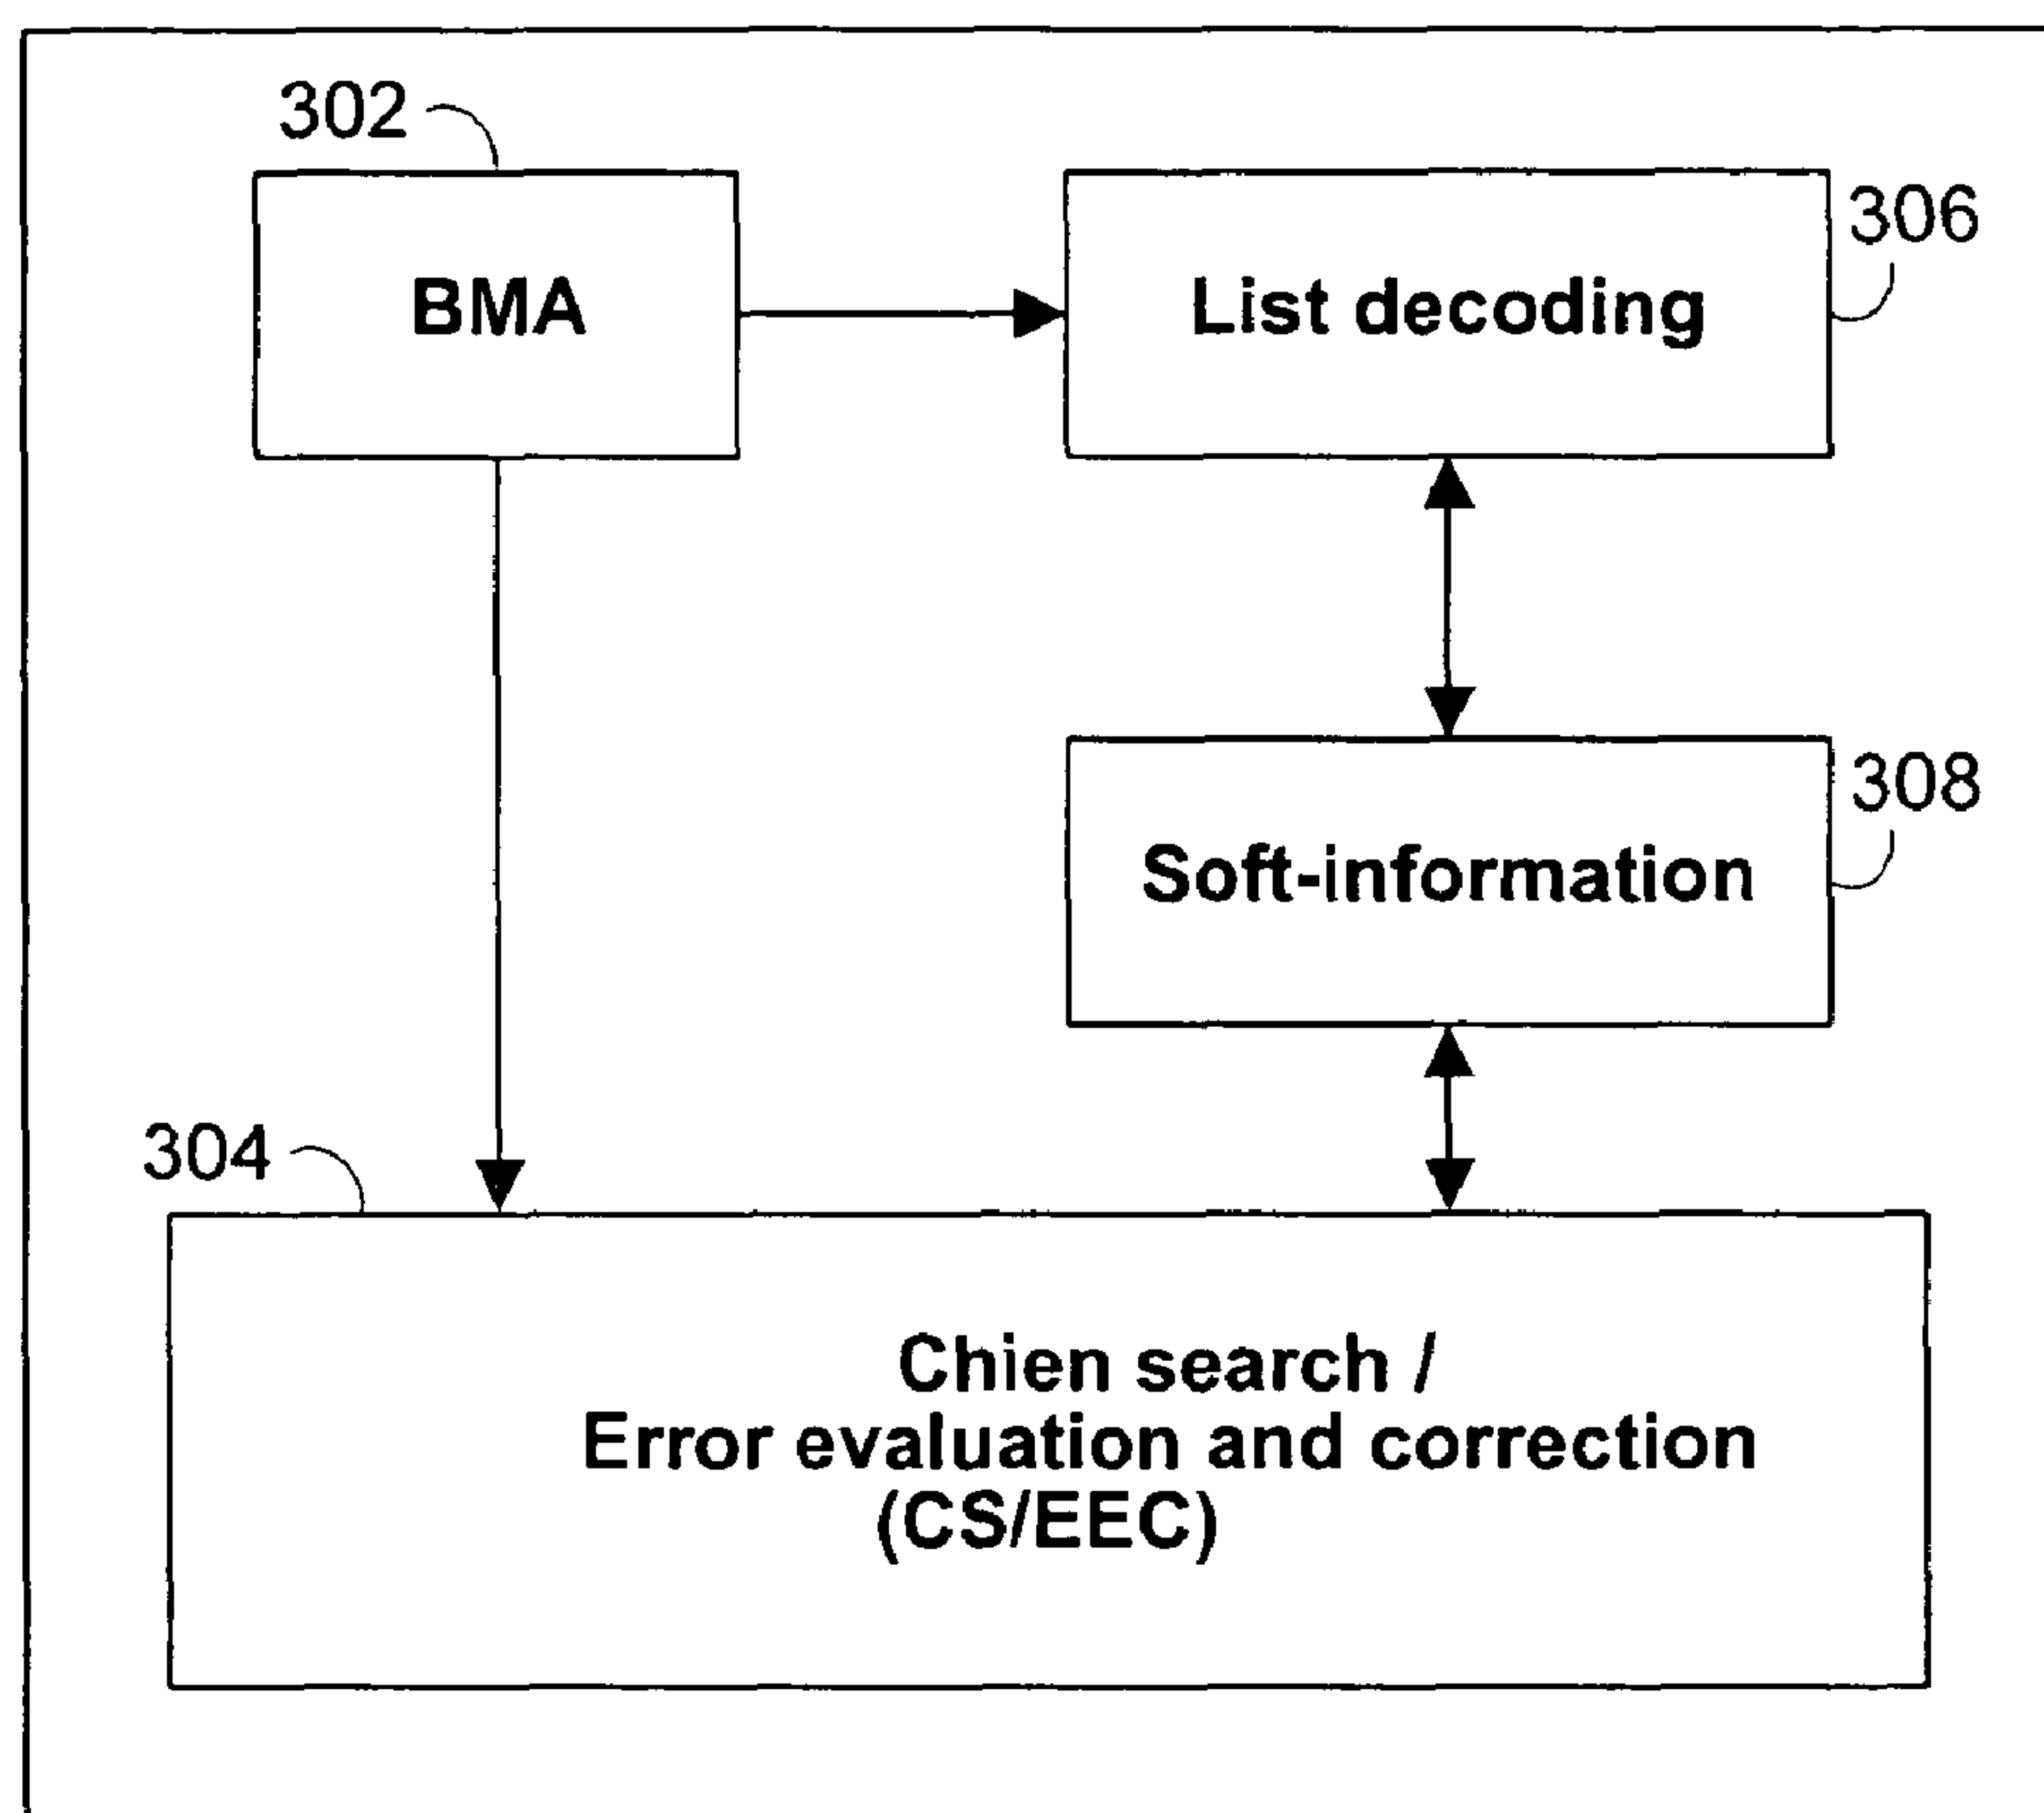 302
BMA
List decoding
306
Soft-information
308
304
Chien search /
Error evaluation and correction
(CS/EEC)